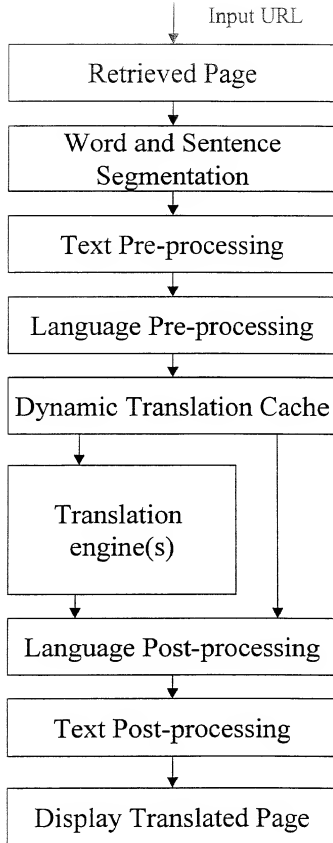 Input URL
Retrieved Page
Word and Sentence
Segmentation
Text Pre-processing
Language Pre-processing
Dynamic Translation Cache
Translation
engine(s)
Language Post-processing
Text Post-processing
Display Translated Page